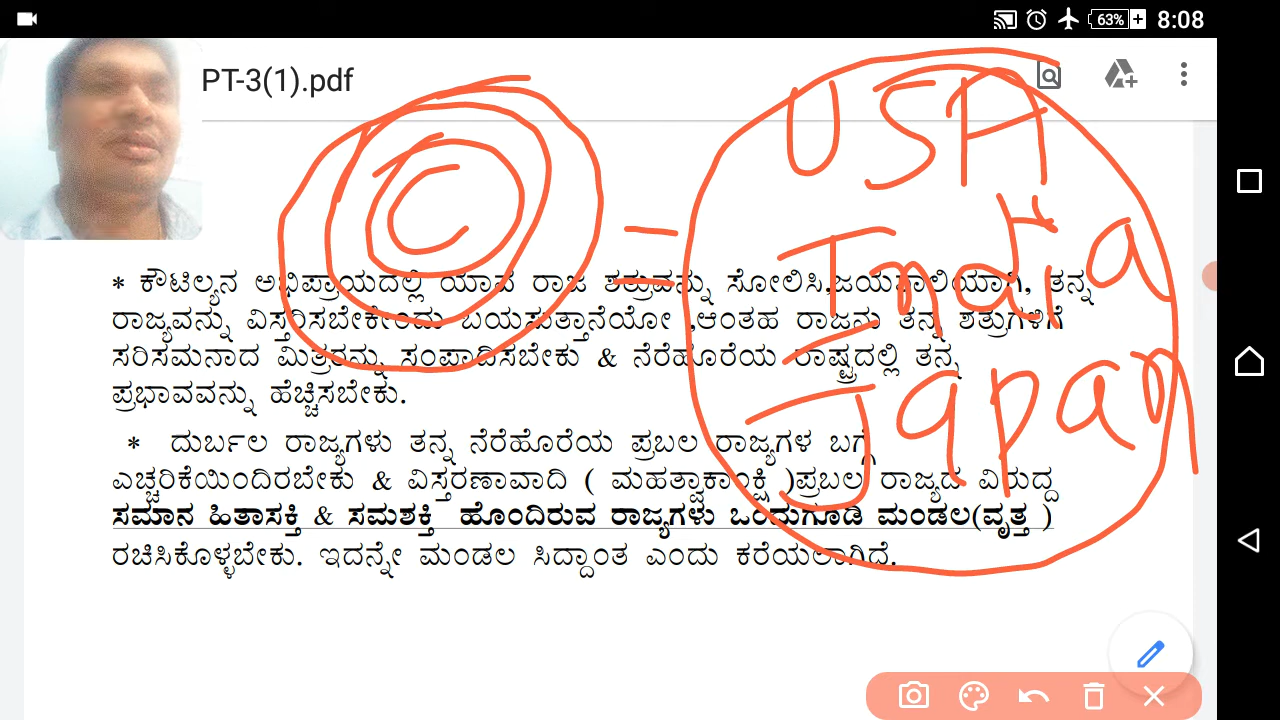 63% 8:08
PT-3(1).pdf
C
USA
India
Japan
* ಕೌಟಿಲ್ಯನ ಅಭಿಪ್ರಾಯದಲ್ಲಿ ಯಾವ ರಾಜ ಶತ್ರುವನ್ನು ಸೋಲಿಸಿ,ಜಯಶಾಲಿಯಾಗಿ, ತನ್ನ
ರಾಜ್ಯವನ್ನು ವಿಸ್ತರಿಸಬೇಕೇಂದು ಬಯಸುತ್ತಾನೆಯೋ ,ಆಂತಹ ರಾಜನು ತನ್ನ ಶತ್ರುಗಳಿಗೆ
ಸರಿಸಮನಾದ ಮಿತ್ರರನ್ನು ಸಂಪಾದಿಸಬೇಕು & ನೆರೆಹೊರೆಯ ರಾಷ್ಟ್ರದಲ್ಲಿ ತನ್ನ
ಪ್ರಭಾವವನ್ನು ಹೆಚ್ಚಿಸಬೇಕು.
* ದುರ್ಬಲ ರಾಜ್ಯಗಳು ತನ್ನ ನೆರೆಹೊರೆಯ ಪ್ರಬಲ ರಾಜ್ಯಗಳ ಬಗ್ಗೆ
ಎಚ್ಚರಿಕೆಯಿಂದಿರಬೇಕು & ವಿಸ್ತರಣಾವಾದಿ ( ಮಹತ್ವಾಕಾಂಕ್ಷಿ )ಪ್ರಬಲ ರಾಜ್ಯದ ವಿರುದ್ದ
ಸಮಾನ ಹಿತಾಸಕ್ತಿ & ಸಮಶಕ್ತಿ ಹೊಂದಿರುವ ರಾಜ್ಯಗಳು ಒಂದುಗೂಡಿ ಮಂಡಲ(ವೃತ್ತ )
ರಚಿಸಿಕೊಳ್ಳಬೇಕು. ಇದನ್ನೇ ಮಂಡಲ ಸಿದ್ದಾಂತ ಎಂದು ಕರೆಯಲಾಗಿದೆ.